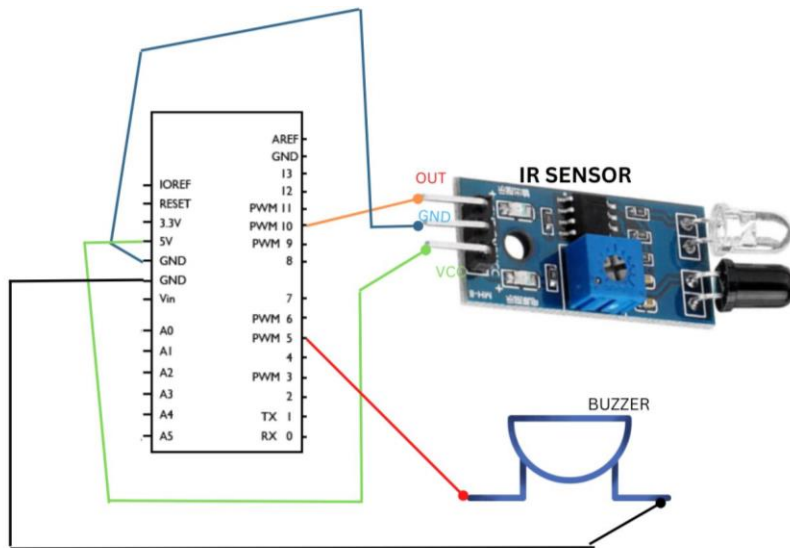 AREF
GND
13
12
PWM 11
PWM 10
PWM 9
8
7
PWM 6
PWM 5
4
PWM 3
2
TX 1
RX 0
IOREF
RESET
3.3V
5V
GND
GND
Vin
A0
A1
A2
A3
A4
A5
OUT
GND
VCC
IR SENSOR
BUZZER